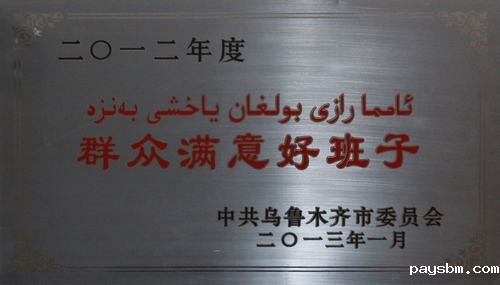 二〇一二年度
ئامما رازى بولغان ياخشى بەنزە
群众满意好班子
中共乌鲁木齐市委员会
二〇一三年一月
paysbm.com